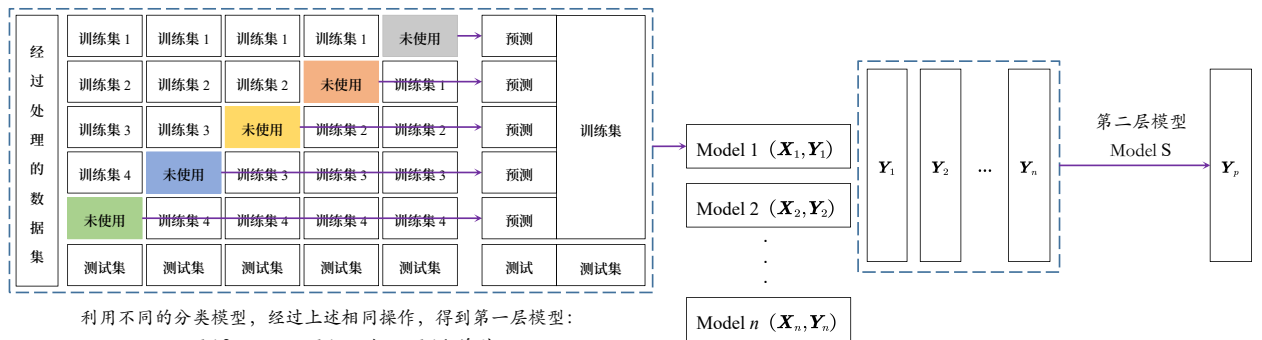 经过处理的数据集
训练集 1 训练集 1 训练集 1 训练集 1 未使用 预测
训练集 2 训练集 2 训练集 2 未使用 训练集 1 预测
训练集 3 训练集 3 未使用 训练集 2 训练集 2 预测 训练集
训练集 4 未使用 训练集 3 训练集 3 训练集 3 预测
未使用 训练集 4 训练集 4 训练集 4 训练集 4 预测
测试集 测试集 测试集 测试集 测试集 测试 测试集
利用不同的分类模型，经过上述相同操作，得到第一层模型：
Model 1（X₁,Y₁）
Model 2（X₂,Y₂）
·
·
·
Model n（Xₙ,Yₙ）
Y₁ Y₂ ... Yₙ
第二层模型
Model S
Yₚ